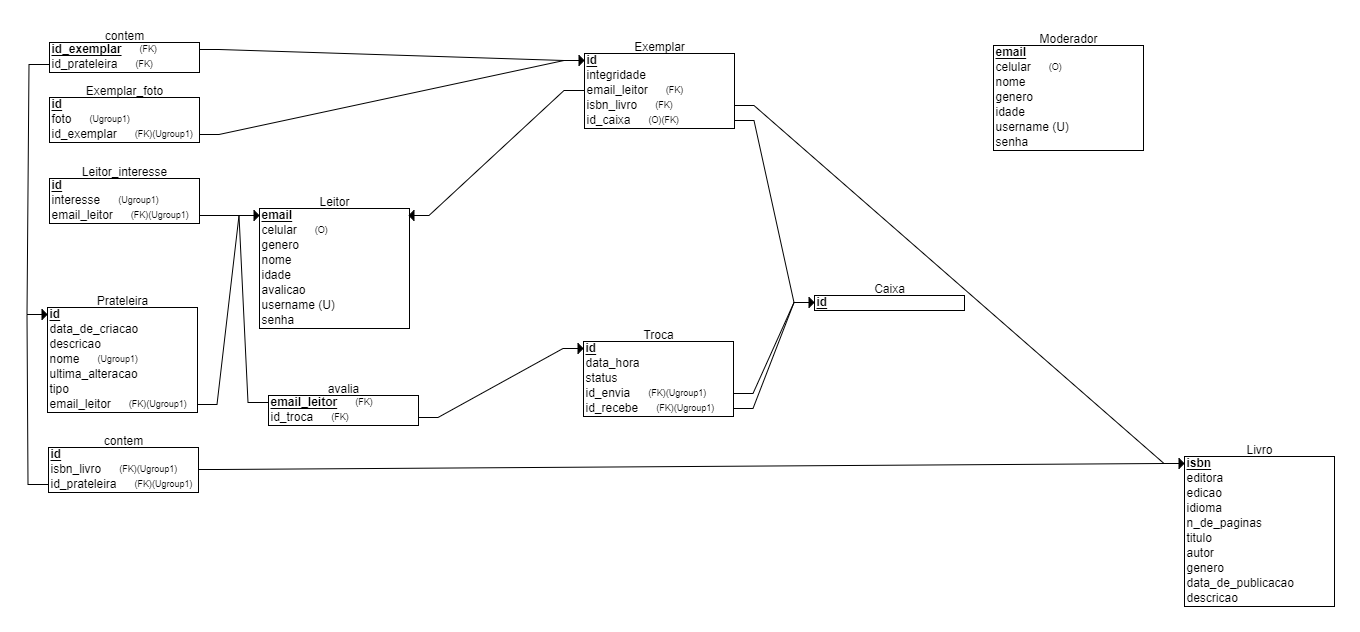 contem
id_exemplar (FK)
id_prateleira (FK)
Exemplar_foto
id
foto (Ugroup1)
id_exemplar (FK)(Ugroup1)
Leitor_interesse
id
interesse (Ugroup1)
email_leitor (FK)(Ugroup1)
Prateleira
id
data_de_criacao
descricao
nome (Ugroup1)
ultima_alteracao
tipo
email_leitor (FK)(Ugroup1)
contem
id
isbn_livro (FK)(Ugroup1)
id_prateleira (FK)(Ugroup1)
Leitor
email
celular (O)
genero
nome
idade
avalicao
username (U)
senha
avalia
email_leitor (FK)
id_troca (FK)
Exemplar
id
integridade
email_leitor (FK)
isbn_livro (FK)
id_caixa (O)(FK)
Troca
id
data_hora
status
id_envia (FK)(Ugroup1)
id_recebe (FK)(Ugroup1)
Caixa
id
Moderador
email
celular (O)
nome
genero
idade
username (U)
senha
Livro
isbn
editora
edicao
idioma
n_de_paginas
titulo
autor
genero
data_de_publicacao
descricao